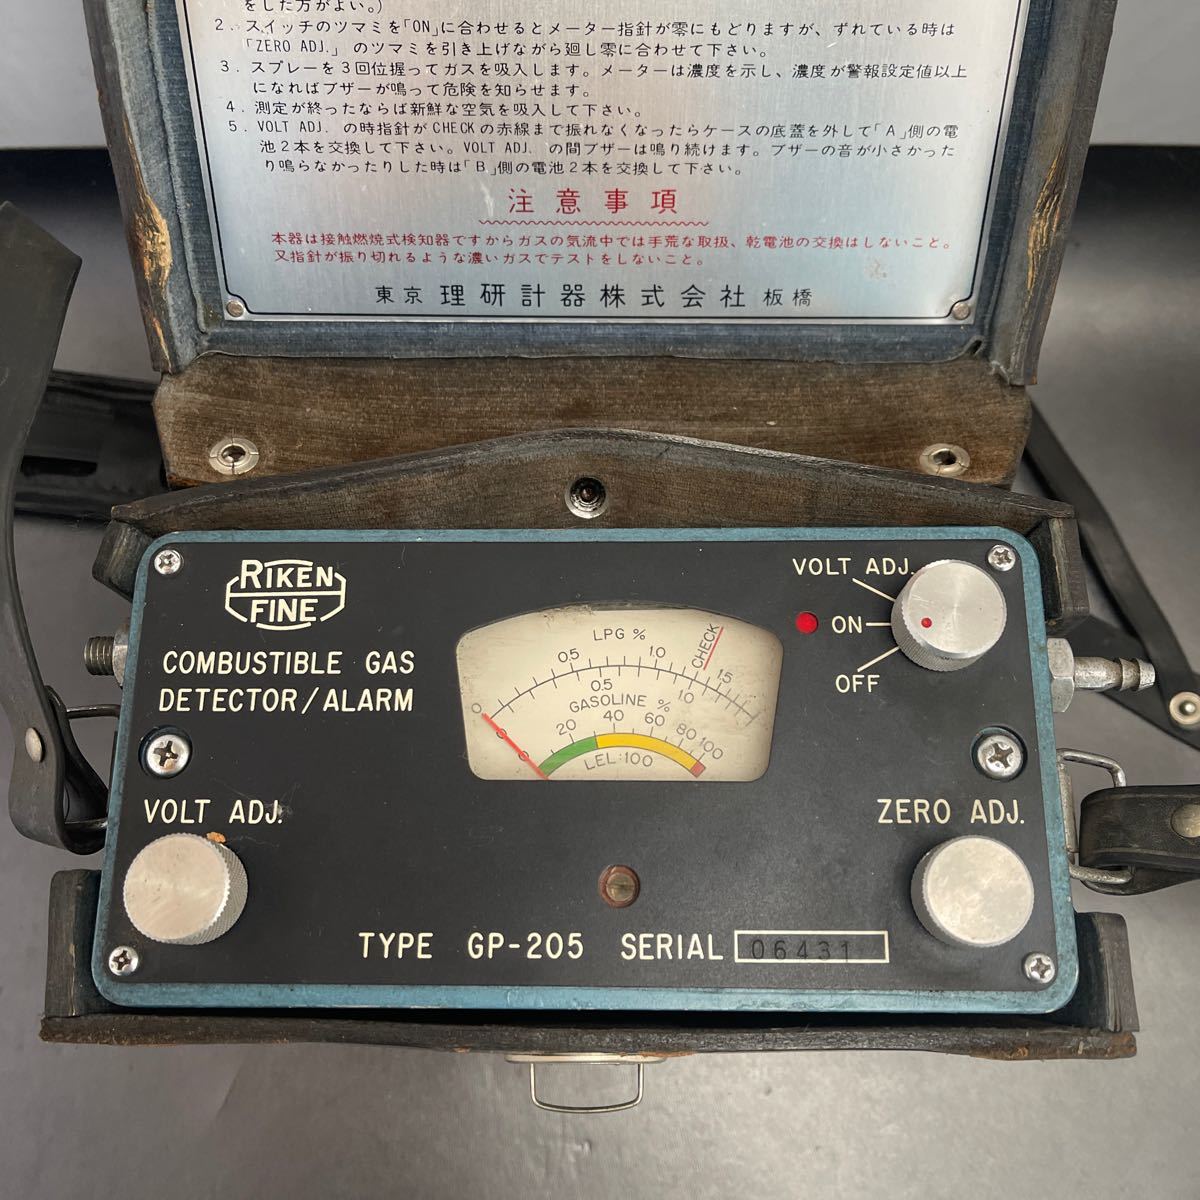 をした方がよい。)
2. スイッチのツマミを「ON」に合わせるとメーター指針が零にもどりますが、ずれている時は
「ZERO ADJ.」のツマミを引き上げながら廻し零に合わせて下さい。
3. スプレーを3回位握ってガスを吸入します。メーターは濃度を示し、濃度が警報設定値以上
になればブザーが鳴って危険を知らせます。
4. 測定が終ったならば新鮮な空気を吸入して下さい。
5. VOLT ADJ. の時指針がCHECKの赤線まで振れなくなったらケースの底蓋を外して「A」側の電
池2本を交換して下さい。VOLT ADJ. の間ブザーは鳴り続けます。ブザーの音が小さかった
り鳴らなかったりした時は「B」側の電池2本を交換して下さい。
注意事項
本器は接触燃焼式検知器ですからガスの気流中では手荒な取扱、乾電池の交換はしないこと。
又指針が振り切れるような濃いガスでテストをしないこと。
東京 理研計器株式会社 板橋
RIKEN
FINE
COMBUSTIBLE GAS
DETECTOR/ALARM
LPG %
0 0.5 1.0 CHECK 1.5
0 0.5 1.0
GASOLINE %
0 20 40 60 80 100
LEL:100
VOLT ADJ.
ON
OFF
VOLT ADJ.
ZERO ADJ.
TYPE GP-205 SERIAL 06431